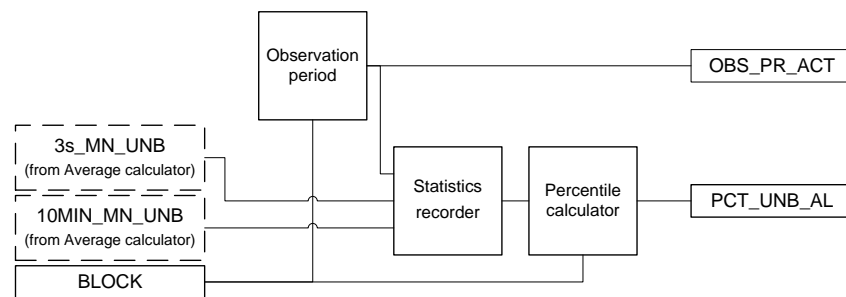 Observation
period
OBS_PR_ACT
3s_MN_UNB
(from Average calculator)
10MIN_MN_UNB
(from Average calculator)
BLOCK
Statistics
recorder
Percentile
calculator
PCT_UNB_AL